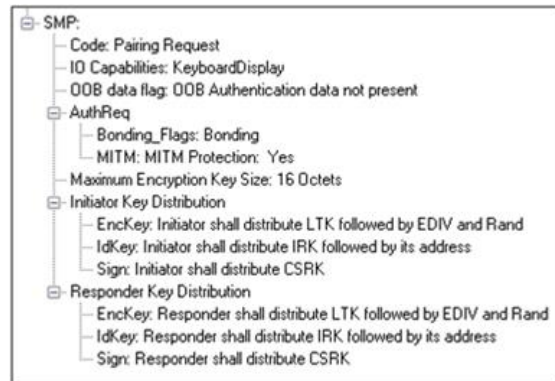 SMP:
Code: Pairing Request
IO Capabilities: KeyboardDisplay
OOB data flag: OOB Authentication data not present
AuthReq
Bonding_Flags: Bonding
MITM: MITM Protection: Yes
Maximum Encryption Key Size: 16 Octets
Initiator Key Distribution
EncKey: Initiator shall distribute LTK followed by EDIV and Rand
IdKey: Initiator shall distribute IRK followed by its address
Sign: Initiator shall distribute CSRK
Responder Key Distribution
EncKey: Responder shall distribute LTK followed by EDIV and Rand
IdKey: Responder shall distribute IRK followed by its address
Sign: Responder shall distribute CSRK